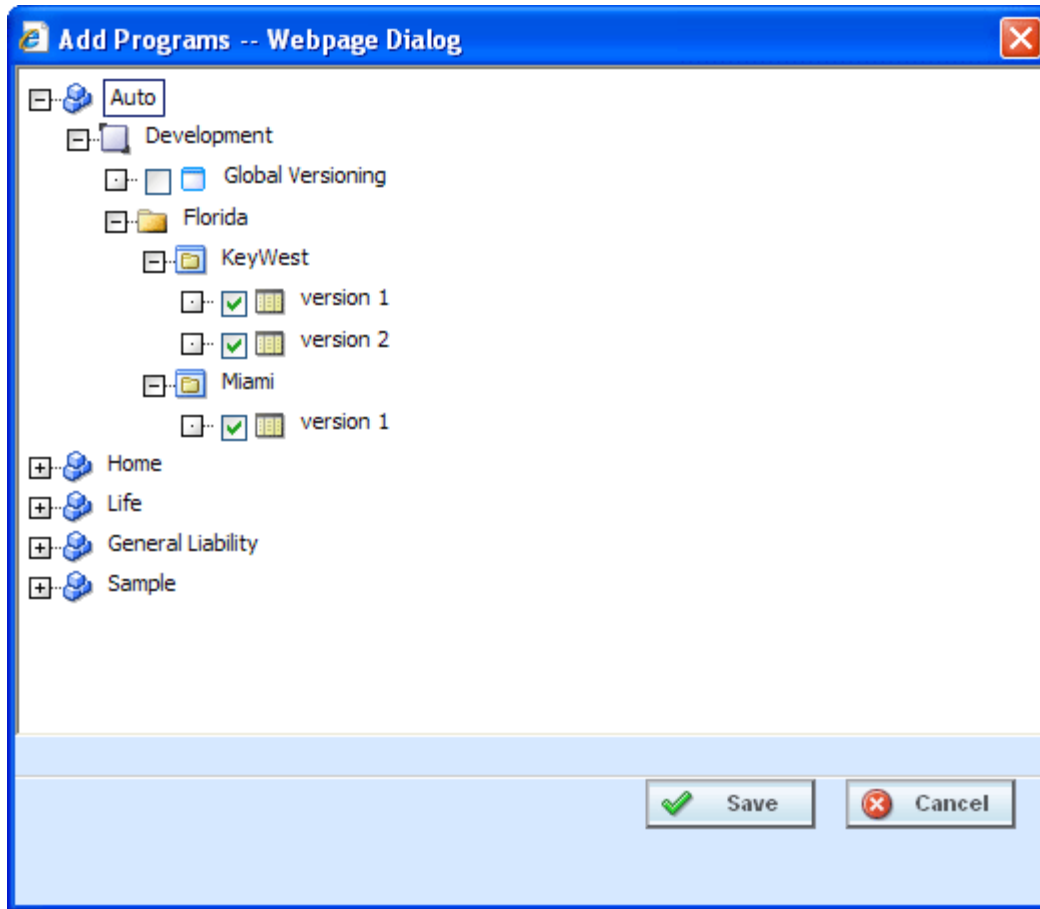 Add Programs -- Webpage Dialog
Auto
Development
Global Versioning
Florida
KeyWest
version 1
version 2
Miami
version 1
Home
Life
General Liability
Sample
Save
Cancel